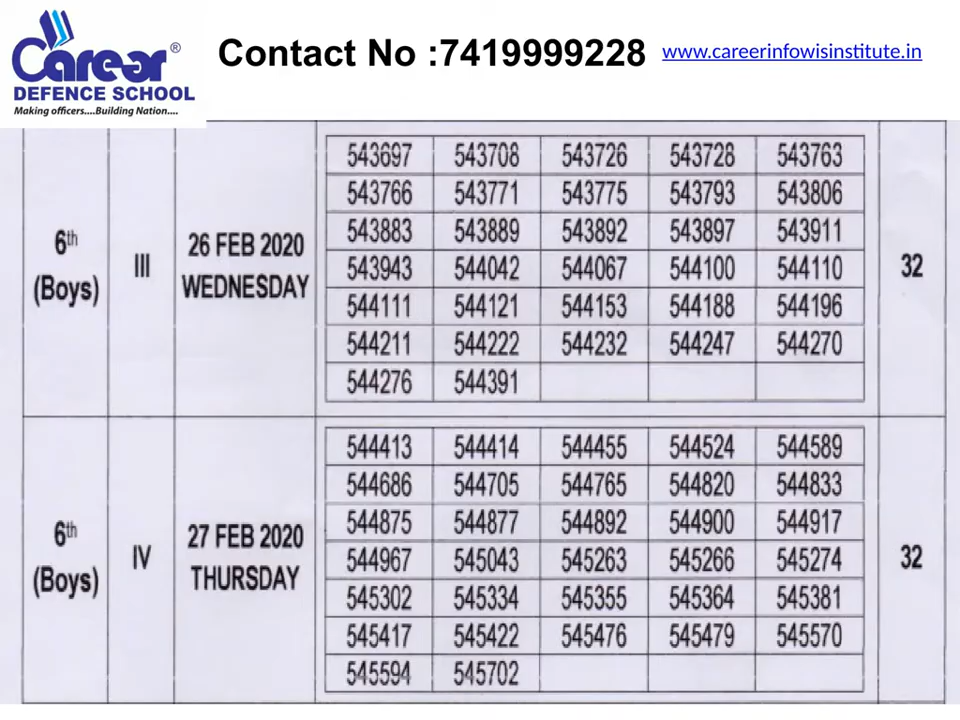 Career®
DEFENCE SCHOOL
Making officers....Building Nation....
Contact No :7419999228
www.careerinfowisinstitute.in
6th
(Boys)
III
26 FEB 2020
WEDNESDAY
543697 543708 543726 543728 543763
543766 543771 543775 543793 543806
543883 543889 543892 543897 543911
543943 544042 544067 544100 544110
544111 544121 544153 544188 544196
544211 544222 544232 544247 544270
544276 544391
32
6th
(Boys)
IV
27 FEB 2020
THURSDAY
544413 544414 544455 544524 544589
544686 544705 544765 544820 544833
544875 544877 544892 544900 544917
544967 545043 545263 545266 545274
545302 545334 545355 545364 545381
545417 545422 545476 545479 545570
545594 545702
32